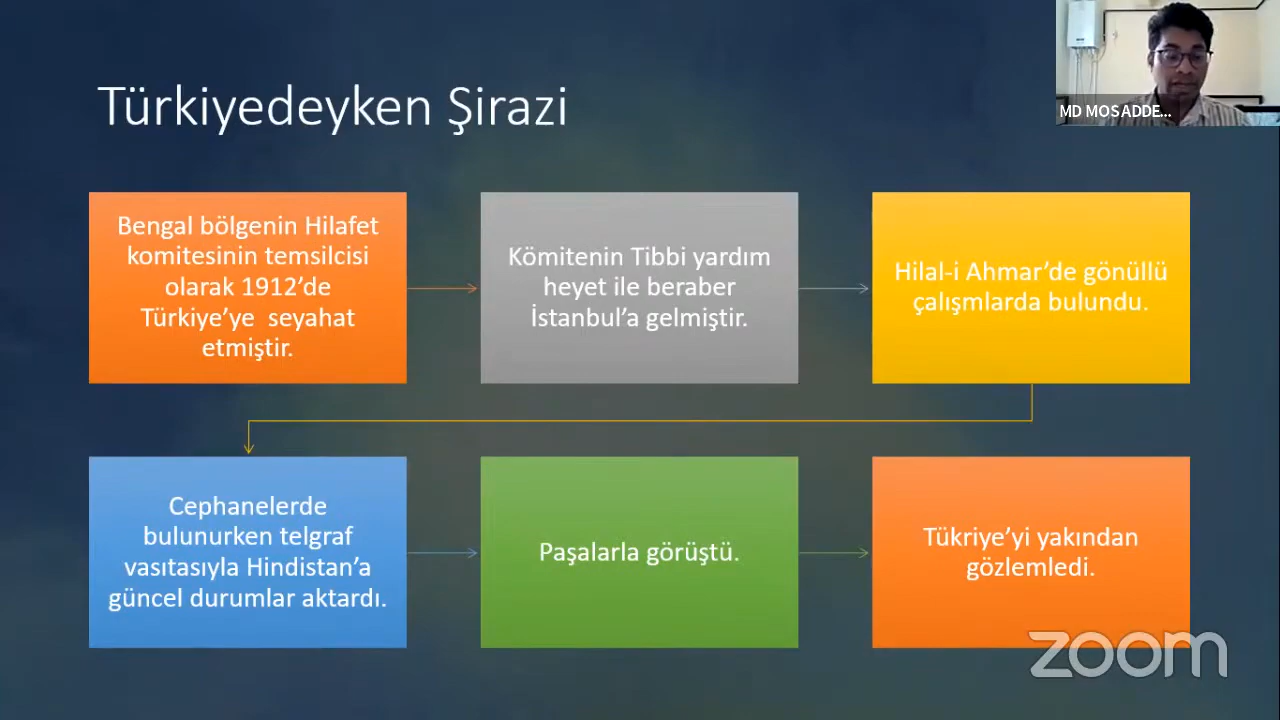 Türkiyedeyken Şirazi
MD MOSADDE...
Bengal bölgenin Hilafet
komitesinin temsilcisi
olarak 1912’de
Türkiye’ye seyahat
etmiştir.
Kömitenin Tibbi yardım
heyet ile beraber
İstanbul’a gelmiştir.
Hilal-i Ahmar’de gönüllü
çalışmlarda bulundu.
Cephanelerde
bulunurken telgraf
vasıtasıyla Hindistan’a
güncel durumlar aktardı.
Paşalarla görüştü.
Tükriye’yi yakından
gözlemledi.
zoom